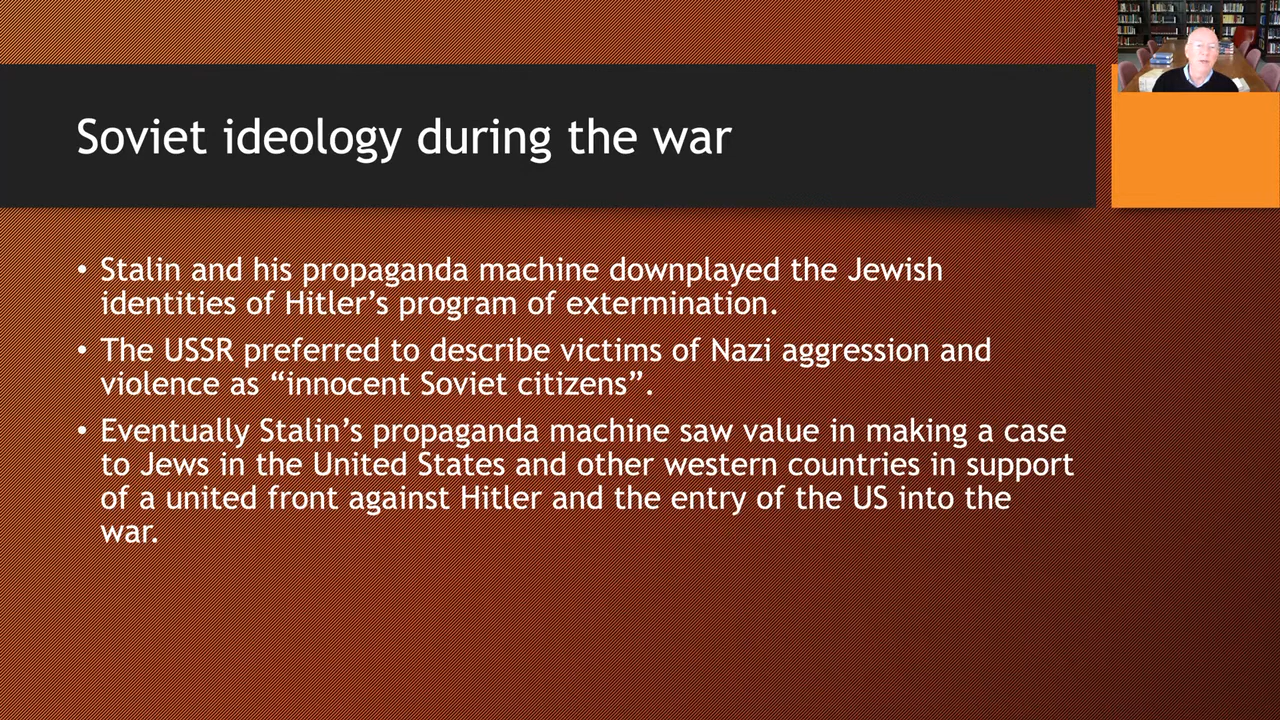 Soviet ideology during the war
• Stalin and his propaganda machine downplayed the Jewish
identities of Hitler’s program of extermination.
• The USSR preferred to describe victims of Nazi aggression and
violence as “innocent Soviet citizens”.
• Eventually Stalin’s propaganda machine saw value in making a case
to Jews in the United States and other western countries in support
of a united front against Hitler and the entry of the US into the
war.